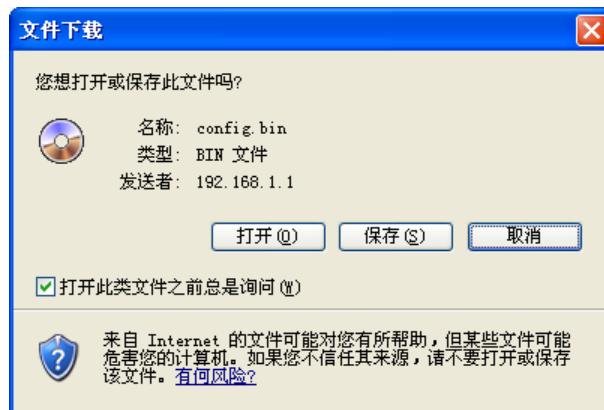 文件下载
您想打开或保存此文件吗?
名称: config.bin
类型: BIN 文件
发送者: 192.168.1.1
打开(O) 保存(S) 取消
打开此类文件之前总是询问(W)
来自 Internet 的文件可能对您有所帮助，但某些文件可能
危害您的计算机。如果您不信任其来源，请不要打开或保存
该文件。有何风险?